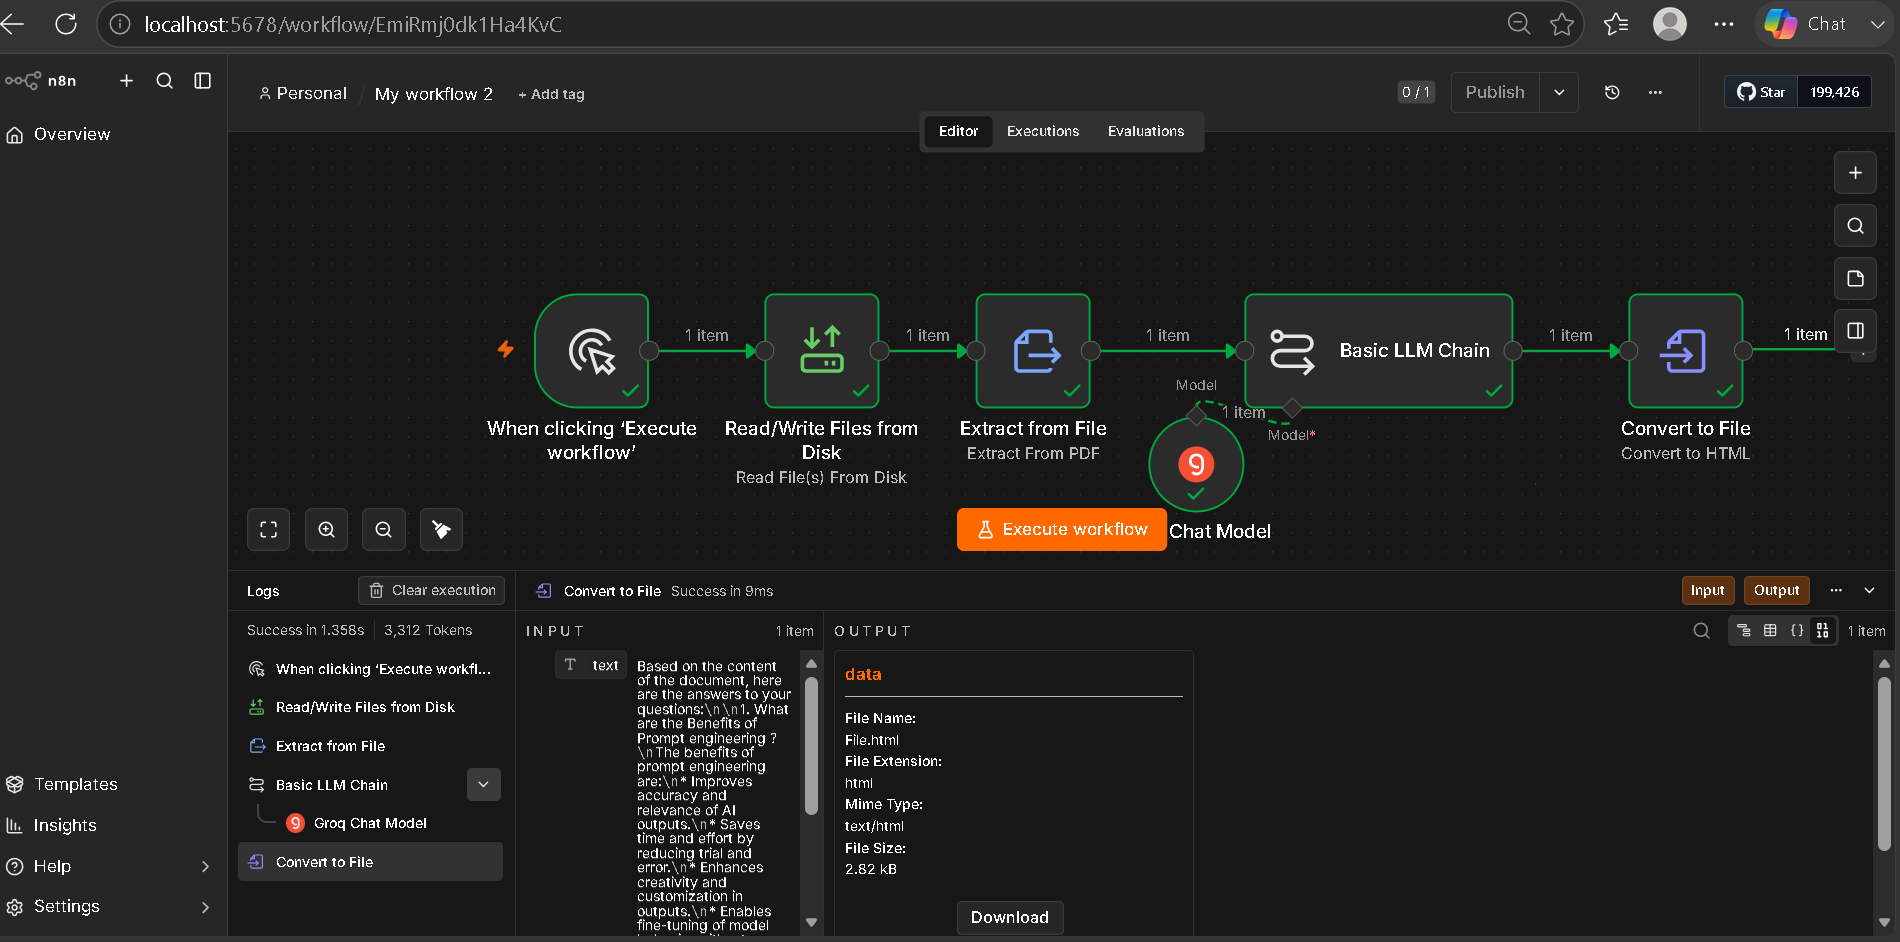 localhost:5678/workflow/EmiRmj0dk1Ha4KvC
Chat
n8n
Personal / My workflow 2 + Add tag
0 / 1
Publish
Star 199,426
Overview
Editor Executions Evaluations
1 item
1 item
1 item
1 item
1 item
Basic LLM Chain
Model
1 item
Model*
When clicking ‘Execute
workflow’
Read/Write Files from
Disk
Read File(s) From Disk
Extract from File
Extract From PDF
Convert to File
Convert to HTML
Execute workflow
Chat Model
Logs
Clear execution
Convert to File Success in 9ms
Input
Output
Success in 1.358s 3,312 Tokens
When clicking ‘Execute workfl...
Read/Write Files from Disk
Extract from File
Basic LLM Chain
Groq Chat Model
Convert to File
INPUT
1 item
T text
Based on the content
of the document, here
are the answers to your
questions:\n\n1. What
are the Benefits of
Prompt engineering ?
\nThe benefits of
prompt engineering
are:\n* Improves
accuracy and
relevance of AI
outputs.\n* Saves
time and effort by
reducing trial and
error.\n* Enhances
creativity and
customization in
outputs.\n* Enables
fine-tuning of model
OUTPUT
1 item
data
File Name:
File.html
File Extension:
html
Mime Type:
text/html
File Size:
2.82 kB
Download
Templates
Insights
Help
Settings